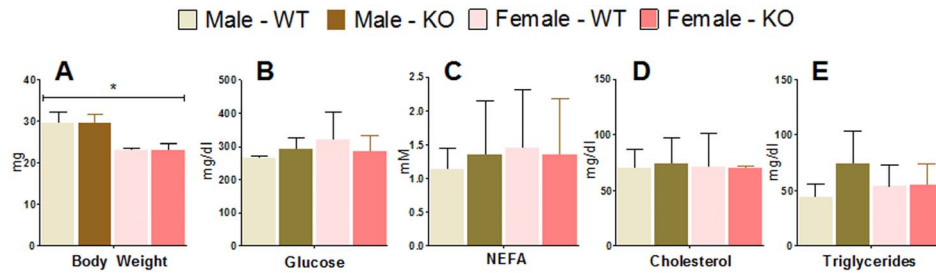 Male - WT Male - KO Female - WT Female - KO
A B C D E
*
40
30
20
10
0
mg
Body Weight
500
400
300
200
100
0
mg/dl
Glucose
2.5
2.0
1.5
1.0
0.5
0.0
mM
NEFA
150
100
50
0
mg/dl
Cholesterol
150
100
50
0
mg/dl
Triglycerides